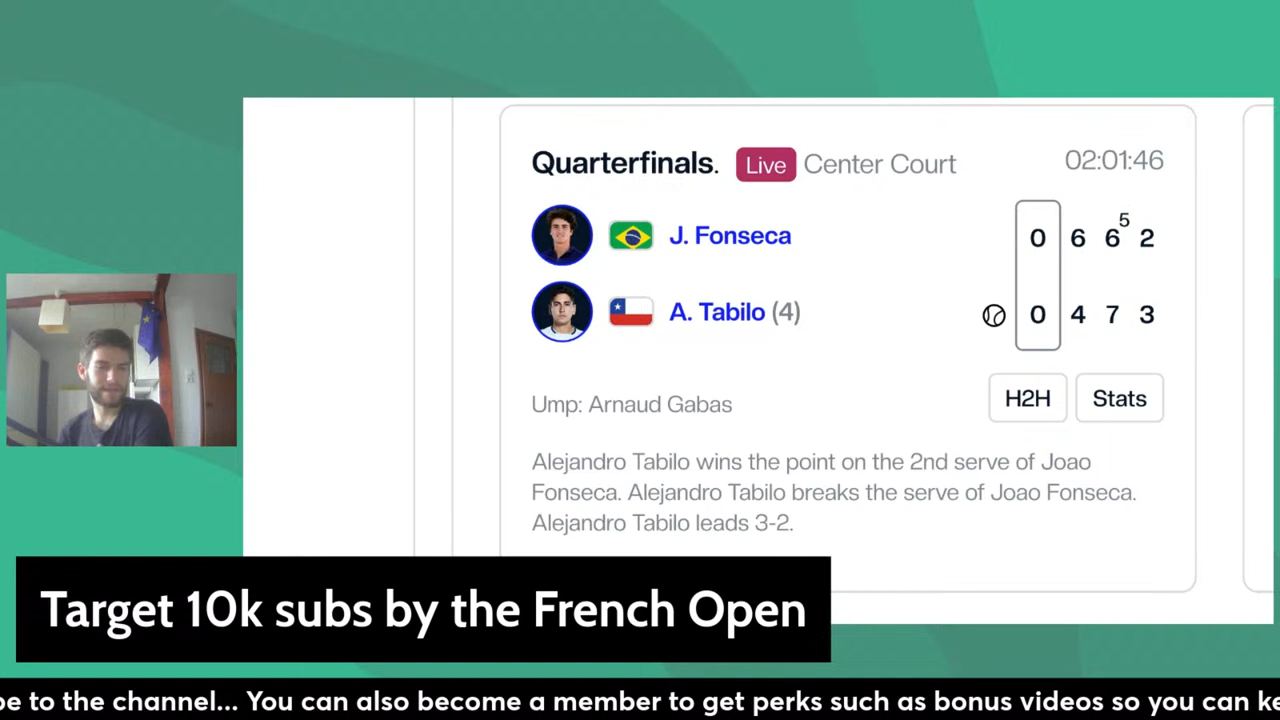 Quarterfinals. Live Center Court 02:01:46
J. Fonseca 0 6 6 5 2
A. Tabilo (4) 0 4 7 3
Ump: Arnaud Gabas H2H Stats
Alejandro Tabilo wins the point on the 2nd serve of Joao
Fonseca. Alejandro Tabilo breaks the serve of Joao Fonseca.
Alejandro Tabilo leads 3-2.
Target 10k subs by the French Open
be to the channel... You can also become a member to get perks such as bonus videos so you can ke